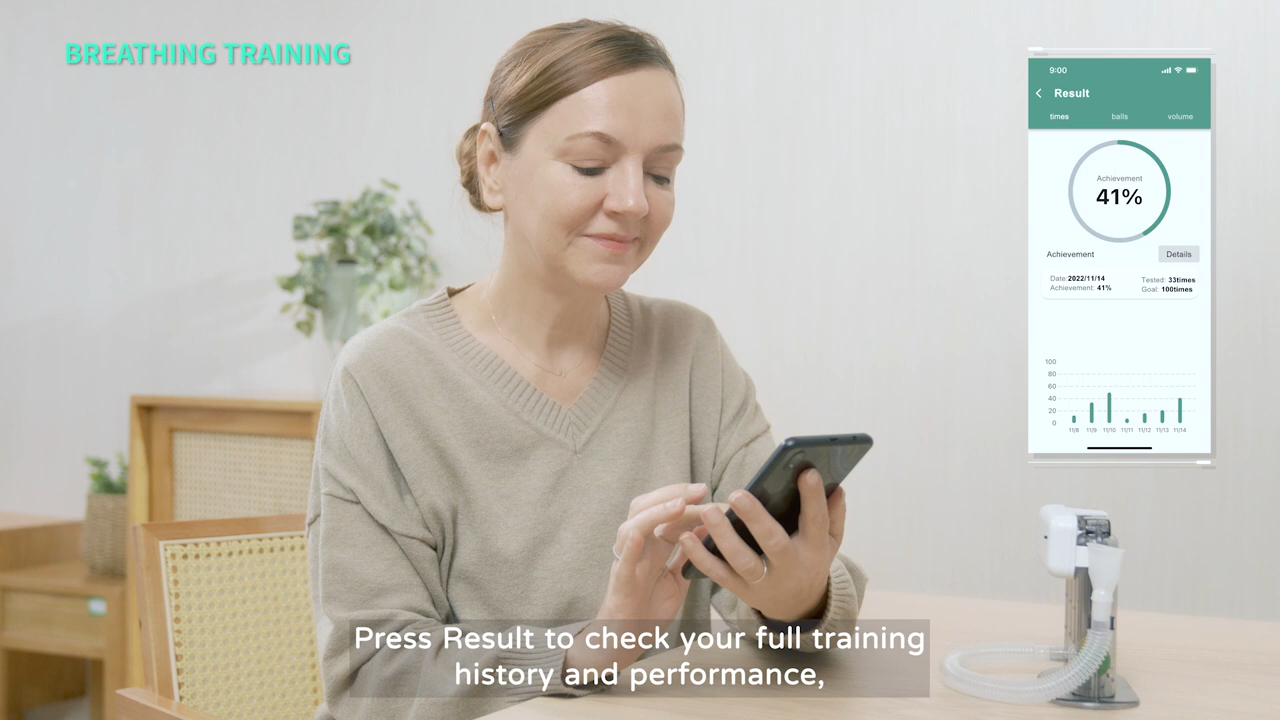 BREATHING TRAINING
9:00
Result
times balls volume
Achievement
41%
Achievement Details
Date:2022/11/14 Tested: 33times
Achievement: 41% Goal: 100times
100
80
60
40
20
0
11/8 11/9 11/10 11/11 11/12 11/13 11/14
Press Result to check your full training
history and performance,